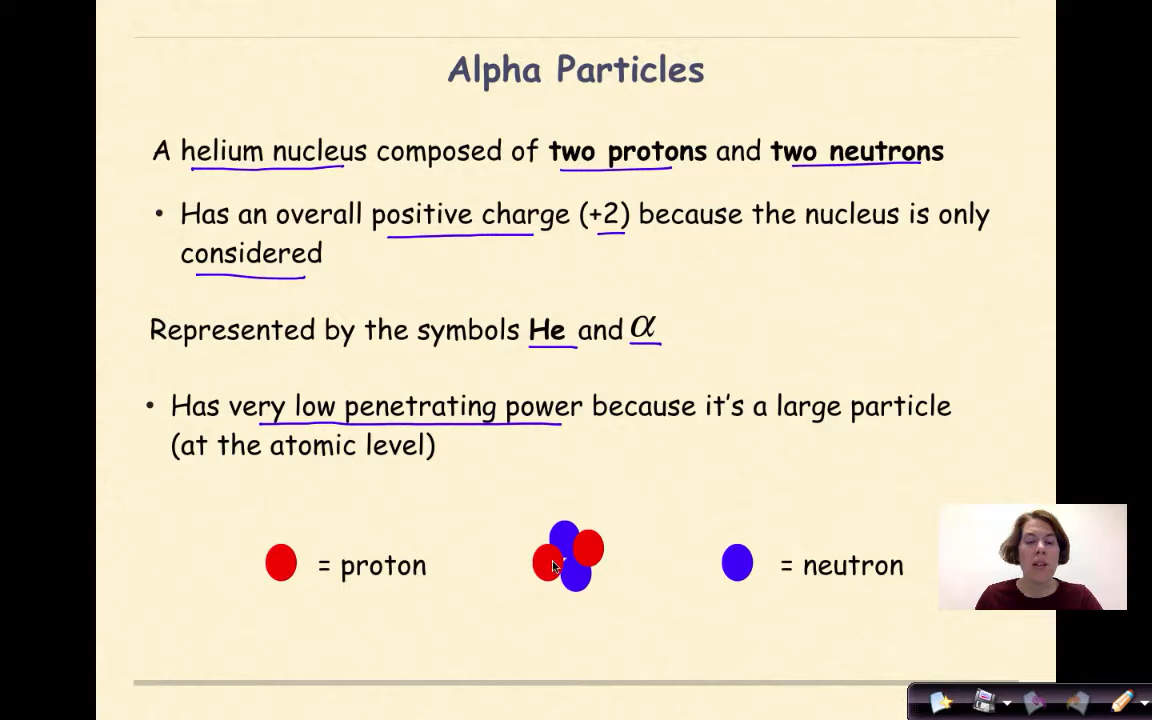 Alpha Particles
A helium nucleus composed of two protons and two neutrons
• Has an overall positive charge (+2) because the nucleus is only
considered
Represented by the symbols He and α
• Has very low penetrating power because it's a large particle
(at the atomic level)
= proton
= neutron